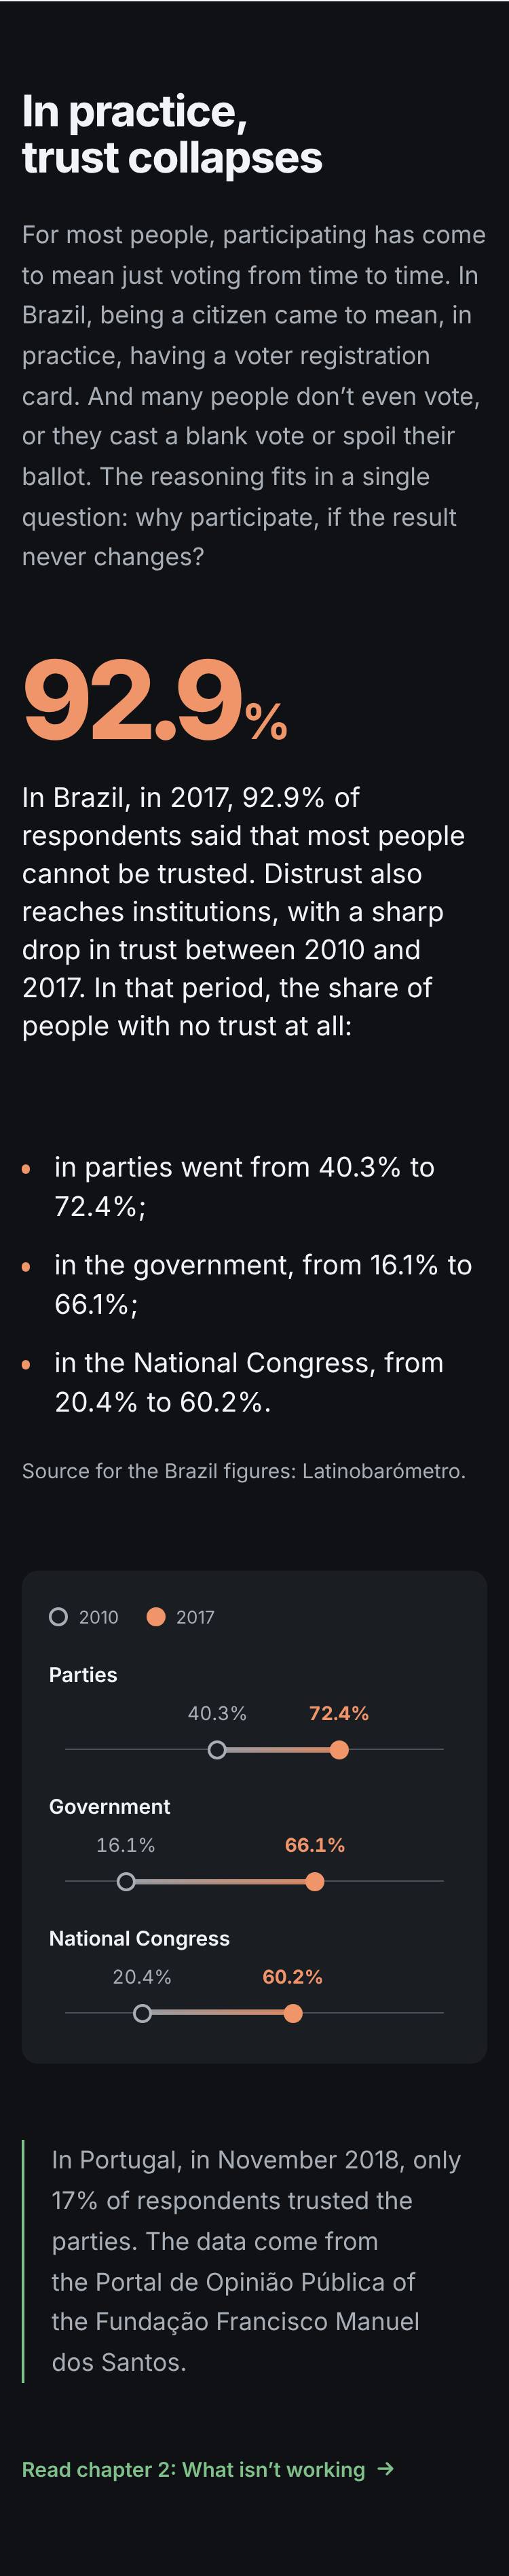 In practice,
trust collapses
For most people, participating has come
to mean just voting from time to time. In
Brazil, being a citizen came to mean, in
practice, having a voter registration
card. And many people don’t even vote,
or they cast a blank vote or spoil their
ballot. The reasoning fits in a single
question: why participate, if the result
never changes?
92.9%
In Brazil, in 2017, 92.9% of
respondents said that most people
cannot be trusted. Distrust also
reaches institutions, with a sharp
drop in trust between 2010 and
2017. In that period, the share of
people with no trust at all:
• in parties went from 40.3% to
72.4%;
• in the government, from 16.1% to
66.1%;
• in the National Congress, from
20.4% to 60.2%.
Source for the Brazil figures: Latinobarómetro.
2010 2017
Parties
40.3% 72.4%
Government
16.1% 66.1%
National Congress
20.4% 60.2%
In Portugal, in November 2018, only
17% of respondents trusted the
parties. The data come from
the Portal de Opinião Pública of
the Fundação Francisco Manuel
dos Santos.
Read chapter 2: What isn’t working →